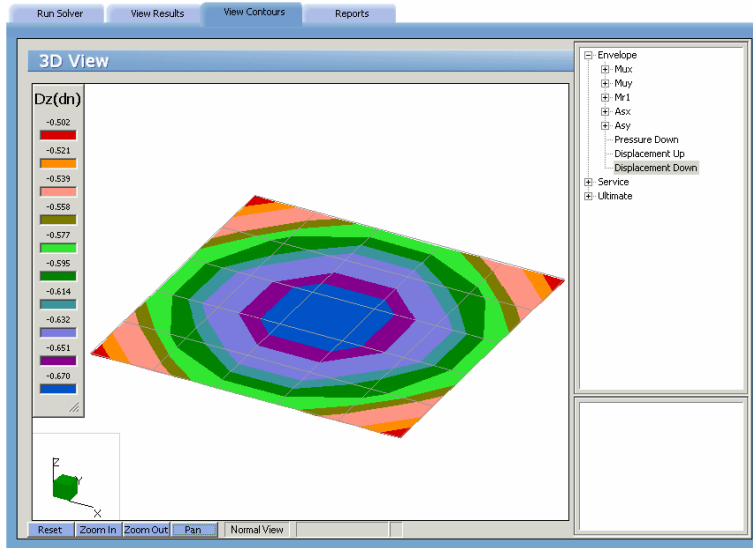 Run Solver
View Results
View Contours
Reports
3D View
Dz(dn)
-0.502
-0.521
-0.539
-0.558
-0.577
-0.595
-0.614
-0.632
-0.651
-0.670
Envelope
Mux
Muy
Mr1
Asx
Asy
Pressure Down
Displacement Up
Displacement Down
Service
Ultimate
Z
Y
X
Reset
Zoom In
Zoom Out
Pan
Normal View